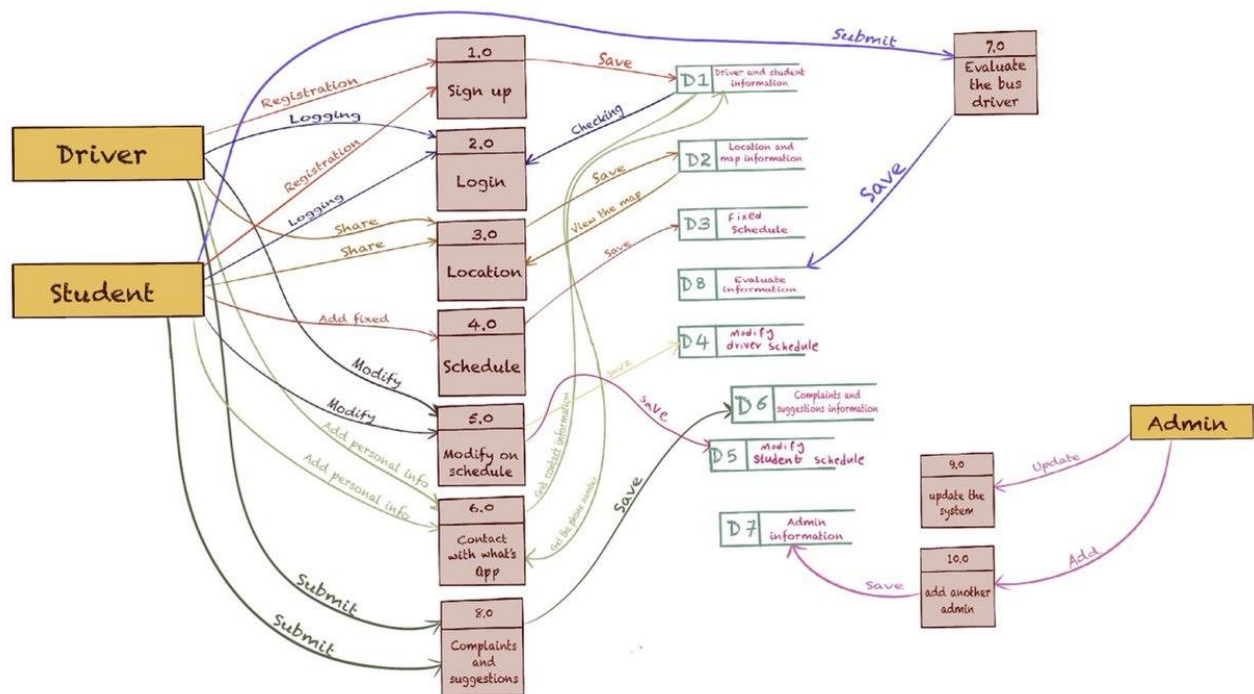 Submit
7.0
Evaluate
the bus
driver
1.0
Sign up
Save
D1
Driver and student
information
Registration
Logging
Checking
Driver
2.0
Login
Registration
D2
Location and
map information
Save
Save
View the map
Logging
Share
Share
3.0
Location
D3
Fixed
Schedule
Save
Student
D8
Evaluate
information
Add fixed
4.0
Schedule
D4
Modify
driver schedule
Save
Modify
Modify
5.0
Modify on
schedule
Save
D6
Complaints and
suggestions information
Admin
Add personal info
Add personal info
D5
Modify
Student schedule
Get contact information
Get the phone number
Update
9.0
update the
system
6.0
Contact
with what's
app
Save
D7
Admin
information
Add
10.0
add another
admin
Save
Submit
Submit
8.0
Complaints
and
suggestions